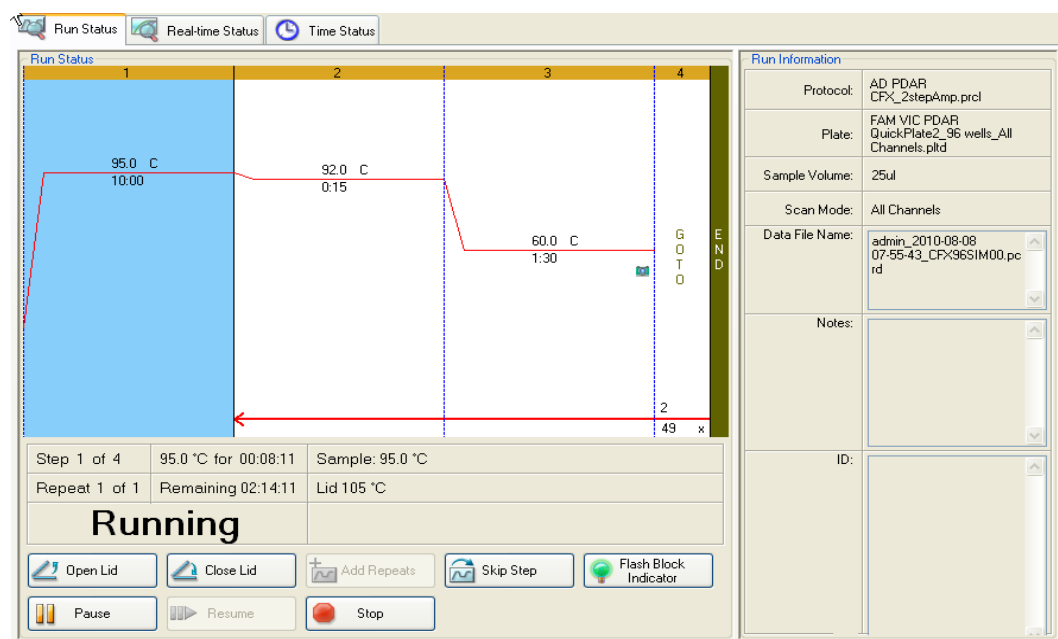 Run Status
Real-time Status
Time Status
Run Status
1
2
3
4
95.0 C
10:00
92.0 C
0:15
60.0 C
1:30
G
O
T
O
E
N
D
2
49 x
Step 1 of 4
95.0 °C for 00:08:11
Sample: 95.0 °C
Repeat 1 of 1
Remaining 02:14:11
Lid 105 °C
Running
Open Lid
Close Lid
Add Repeats
Skip Step
Flash Block
Indicator
Pause
Resume
Stop
Run Information
Protocol:
AD PDAR
CFX_2stepAmp.prcl
Plate:
FAM VIC PDAR
QuickPlate2_96 wells_All
Channels.pltd
Sample Volume:
25ul
Scan Mode:
All Channels
Data File Name:
admin_2010-08-08
07-55-43_CFX96SIM00.pc
rd
Notes:
ID: